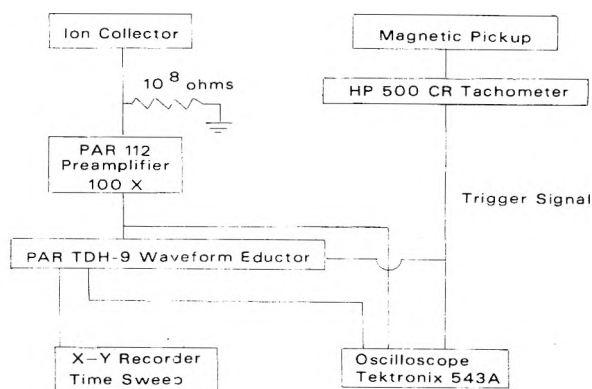 Ion Collector
Magnetic Pickup
10 8 ohms
HP 500 CR Tachometer
PAR 112
Preamplifier
100 X
Trigger Signal
PAR TDH-9 Waveform Eductor
X-Y Recorder
Time Sweep
Oscilloscope
Tektronix 543A